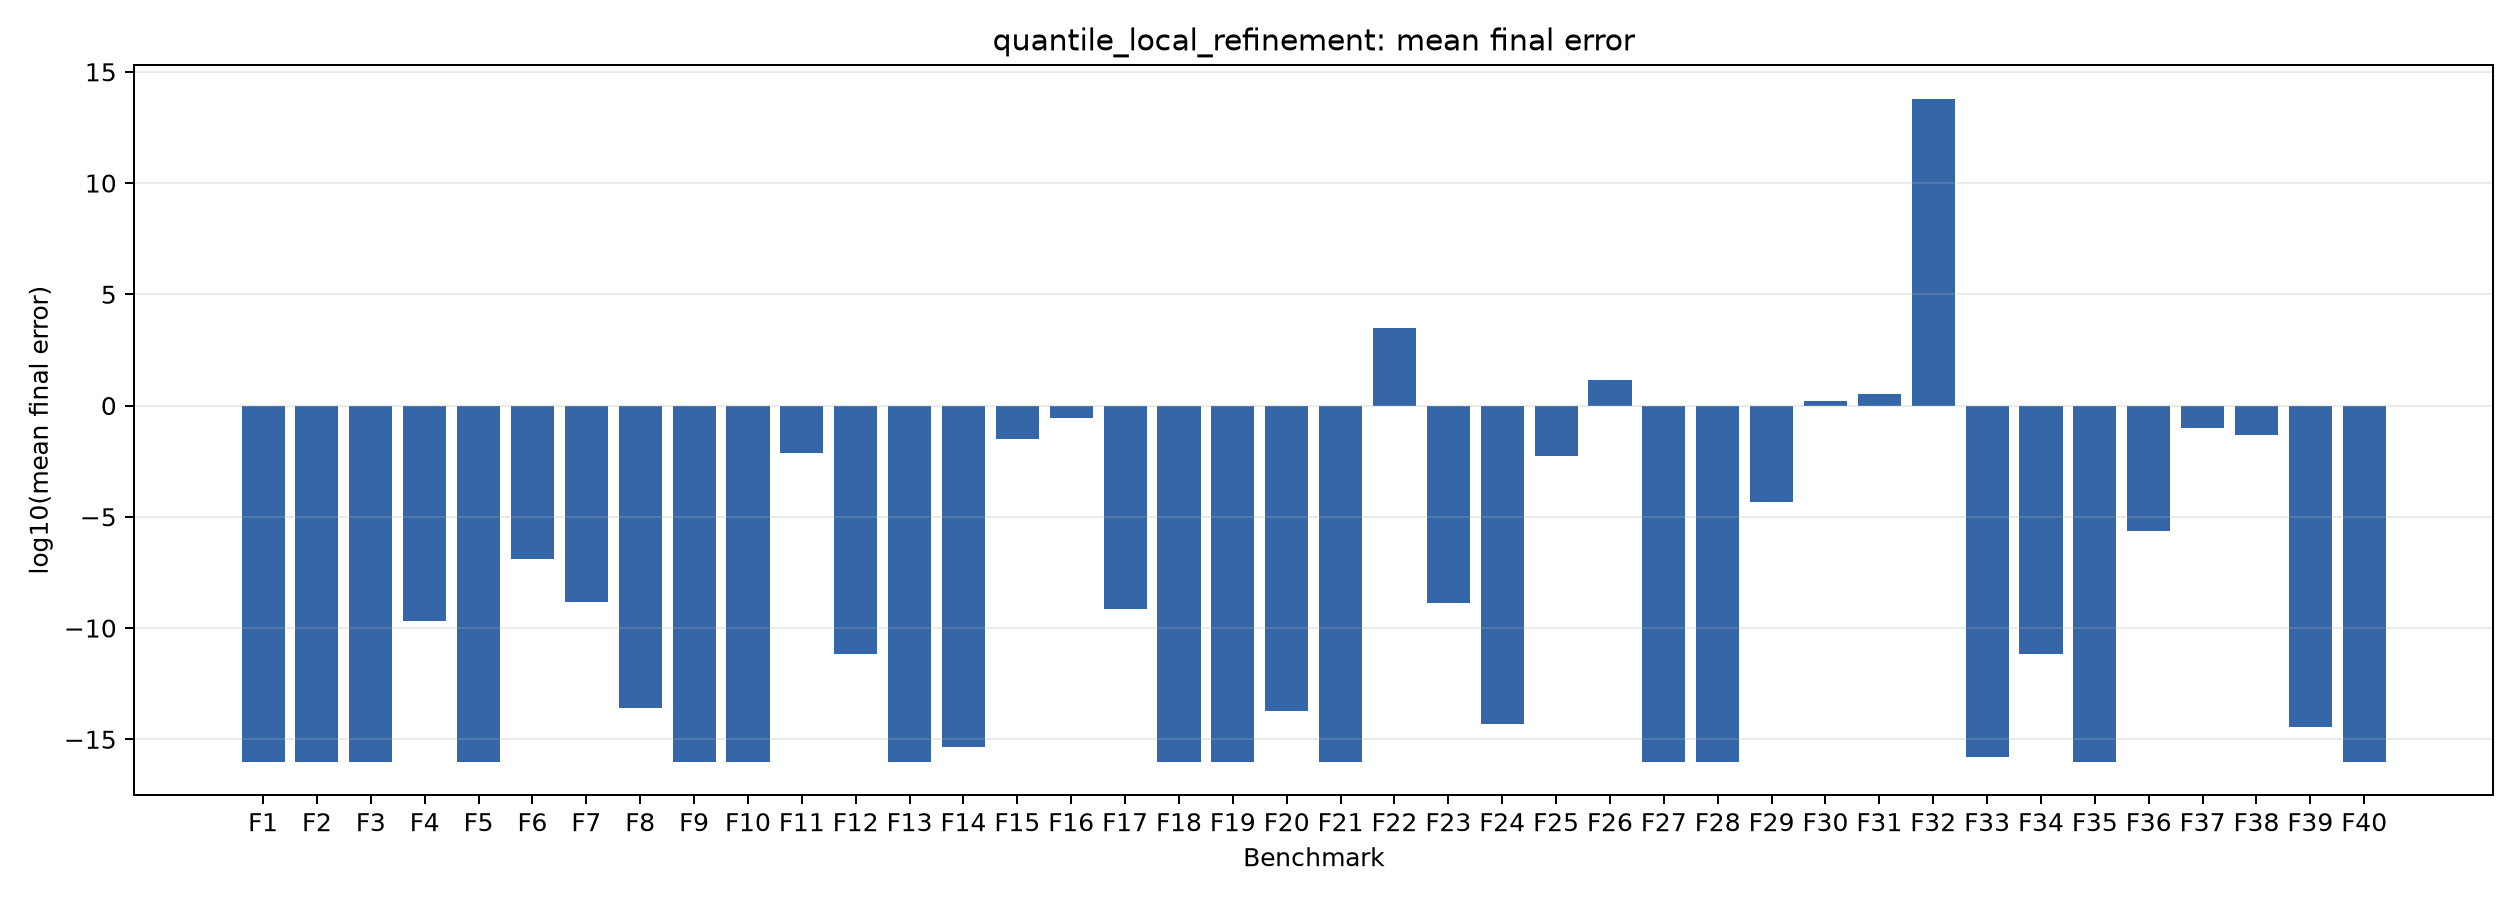 quantile_local_refinement: mean final error
log10(mean final error)
15
10
5
0
−5
−10
−15
F1 F2 F3 F4 F5 F6 F7 F8 F9 F10 F11 F12 F13 F14 F15 F16 F17 F18 F19 F20 F21 F22 F23 F24 F25 F26 F27 F28 F29 F30 F31 F32 F33 F34 F35 F36 F37 F38 F39 F40
Benchmark